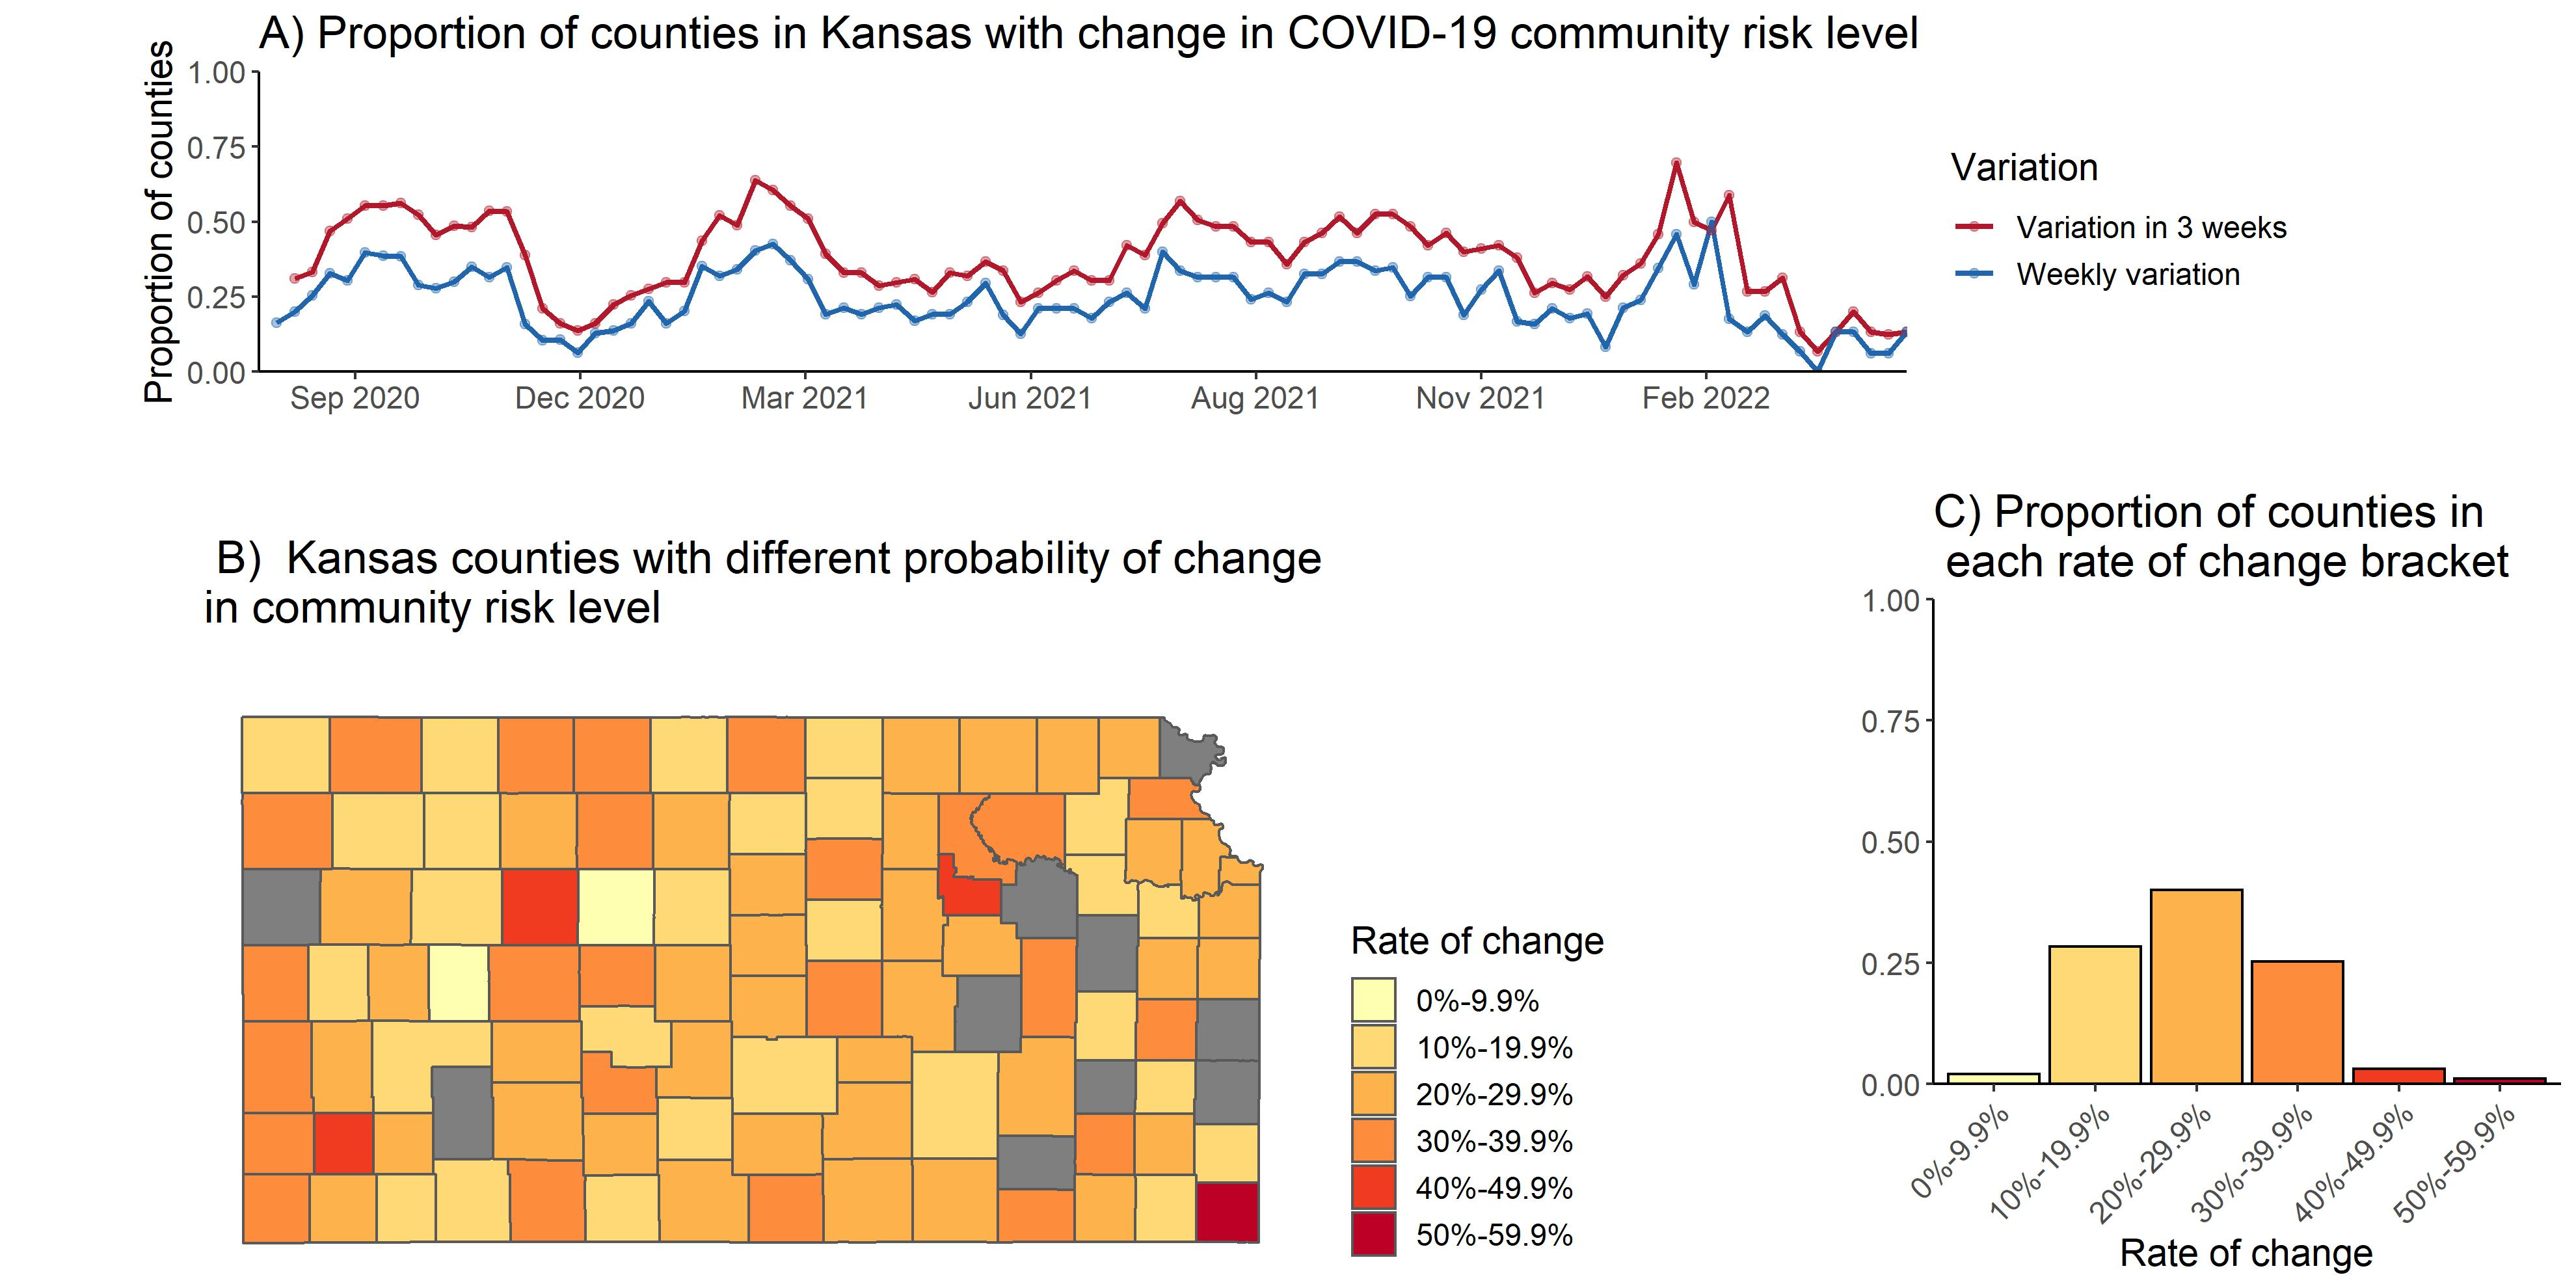 A) Proportion of counties in Kansas with change in COVID-19 community risk level
Proportion of counties
1.00
0.75
0.50
0.25
0.00
Sep 2020
Dec 2020
Mar 2021
Jun 2021
Aug 2021
Nov 2021
Feb 2022
Variation
Variation in 3 weeks
Weekly variation
B)  Kansas counties with different probability of change
in community risk level
Rate of change
0%-9.9%
10%-19.9%
20%-29.9%
30%-39.9%
40%-49.9%
50%-59.9%
C) Proportion of counties in
each rate of change bracket
1.00
0.75
0.50
0.25
0.00
0%-9.9%
10%-19.9%
20%-29.9%
30%-39.9%
40%-49.9%
50%-59.9%
Rate of change